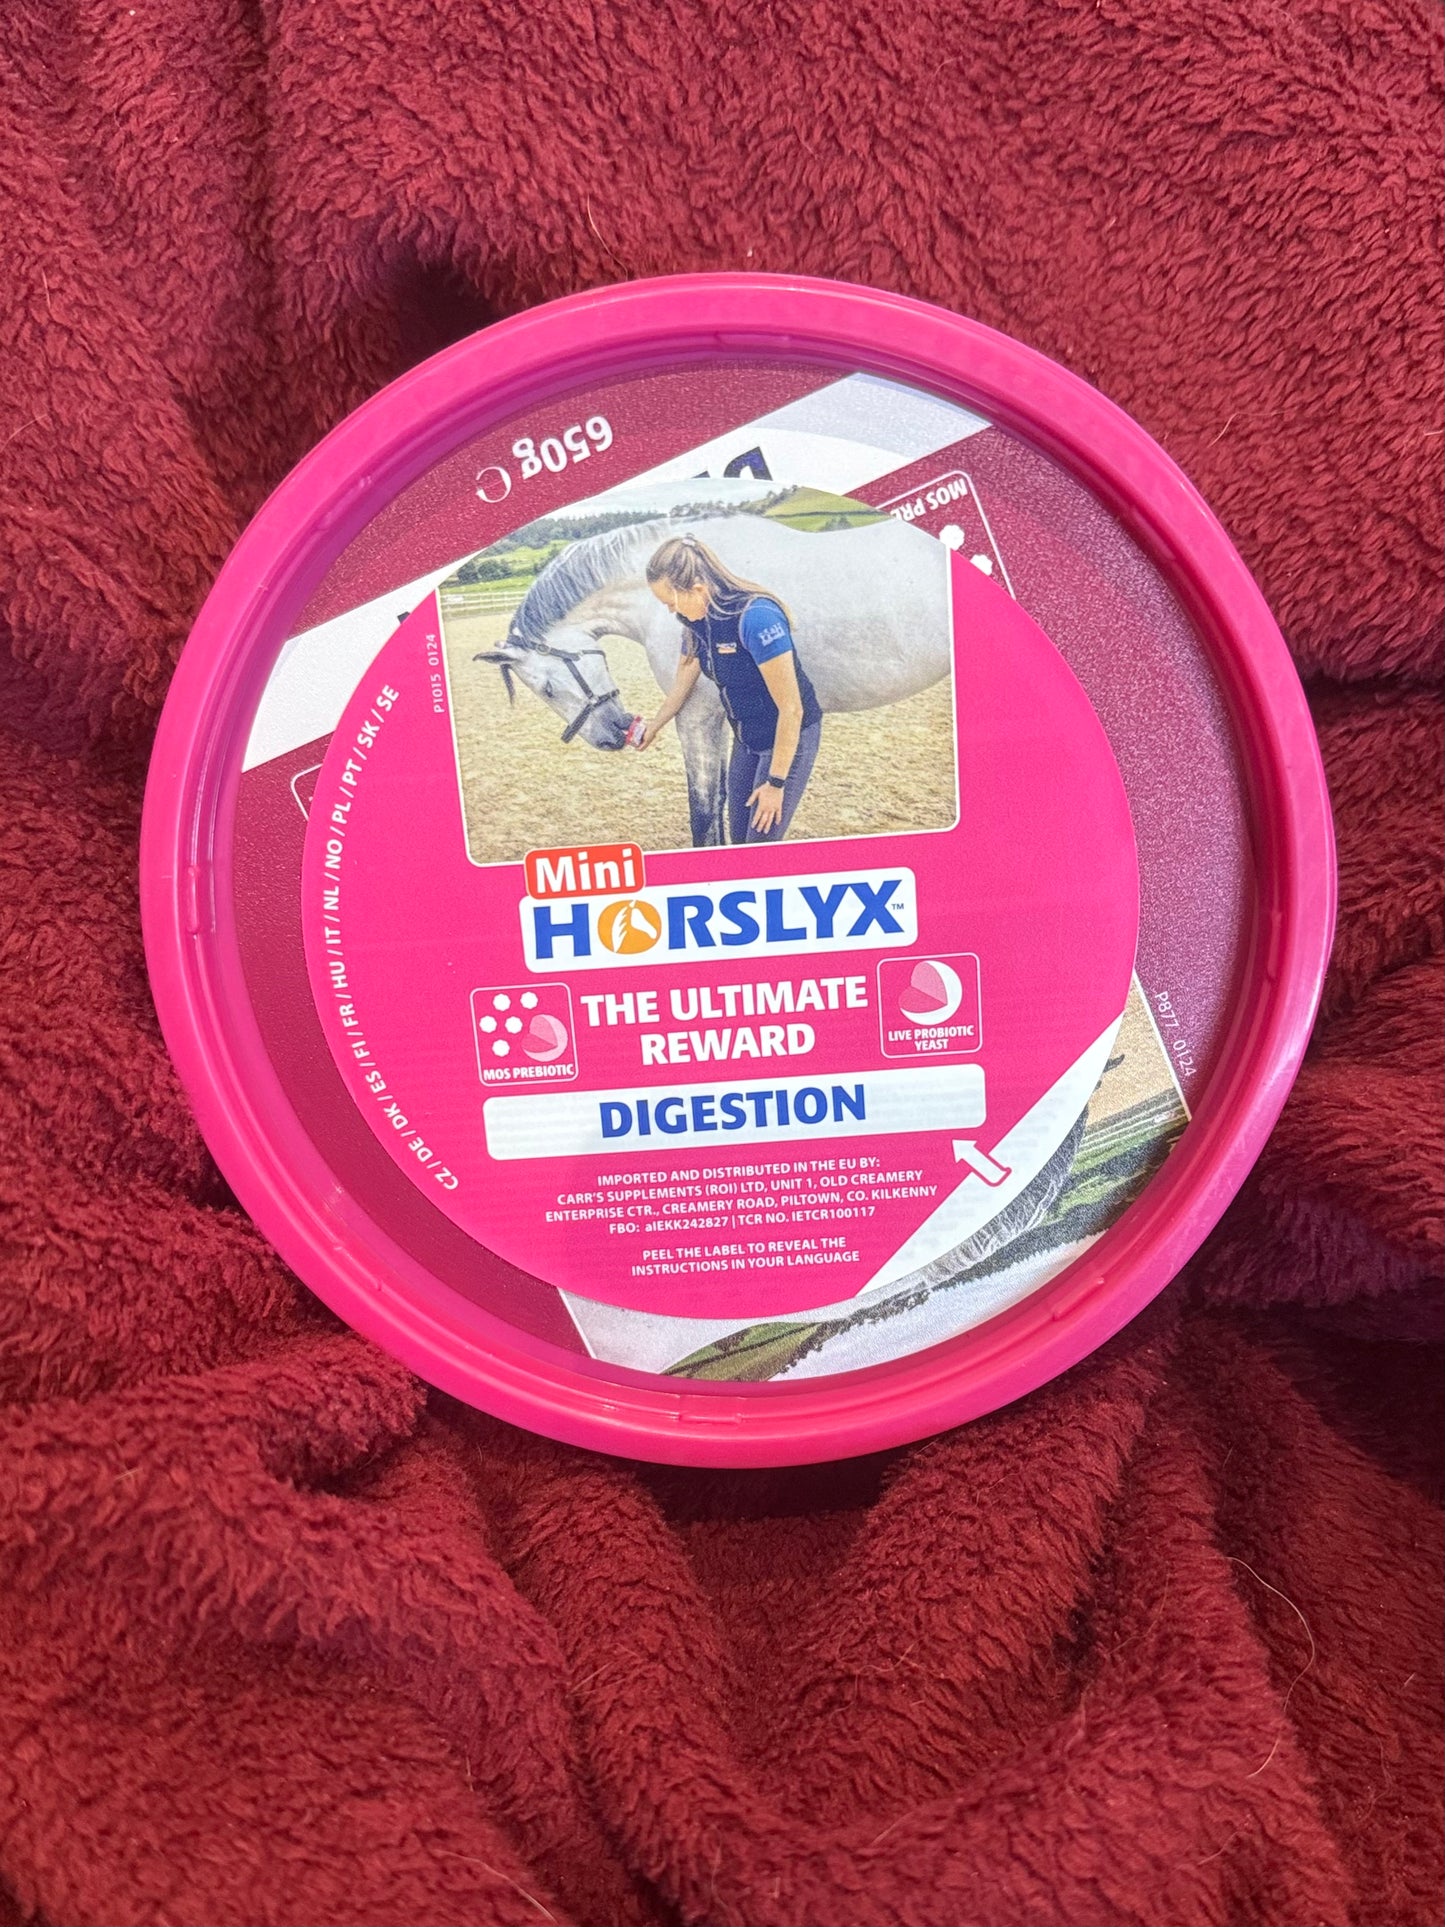 650g
MOS PRE
P1015 0124
CZ / DE / DK / ES / FI / FR / HU / IT / NL / NO / PL / PT / SK / SE
Mini
HORSLYX™
THE ULTIMATE
REWARD
MOS PREBIOTIC
LIVE PROBIOTIC
YEAST
DIGESTION
IMPORTED AND DISTRIBUTED IN THE EU BY:
CARR'S SUPPLEMENTS (ROI) LTD, UNIT 1, OLD CREAMERY
ENTERPRISE CTR., CREAMERY ROAD, PILTOWN, CO. KILKENNY
FBO: aIEKK242827 | TCR NO. IETCR100117
PEEL THE LABEL TO REVEAL THE
INSTRUCTIONS IN YOUR LANGUAGE
P877 0124